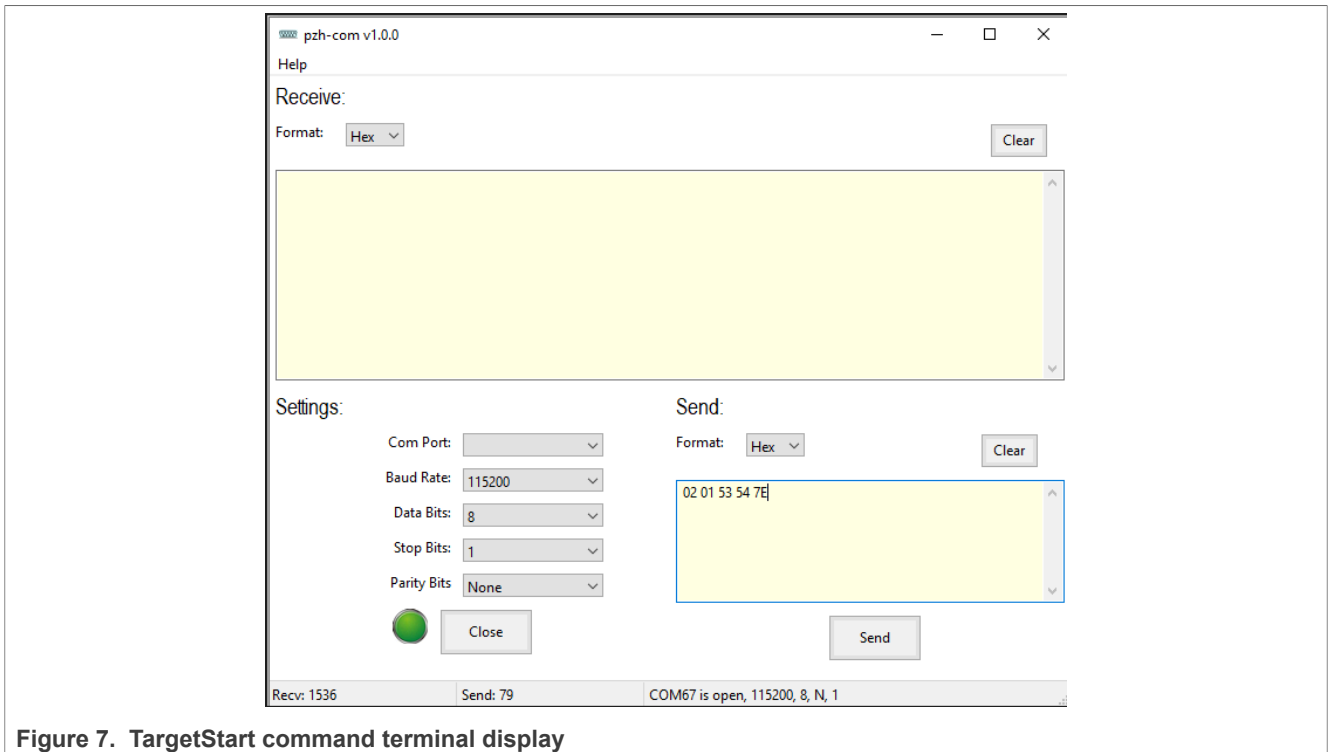 pzh-com v1.0.0
Help
Receive:
Format: Hex
Clear
Settings:
Send:
Com Port:
Format: Hex
Clear
Baud Rate: 115200
02 01 53 54 7E
Data Bits: 8
Stop Bits: 1
Parity Bits None
Close
Send
Recv: 1536 Send: 79 COM67 is open, 115200, 8, N, 1
Figure 7. TargetStart command terminal display